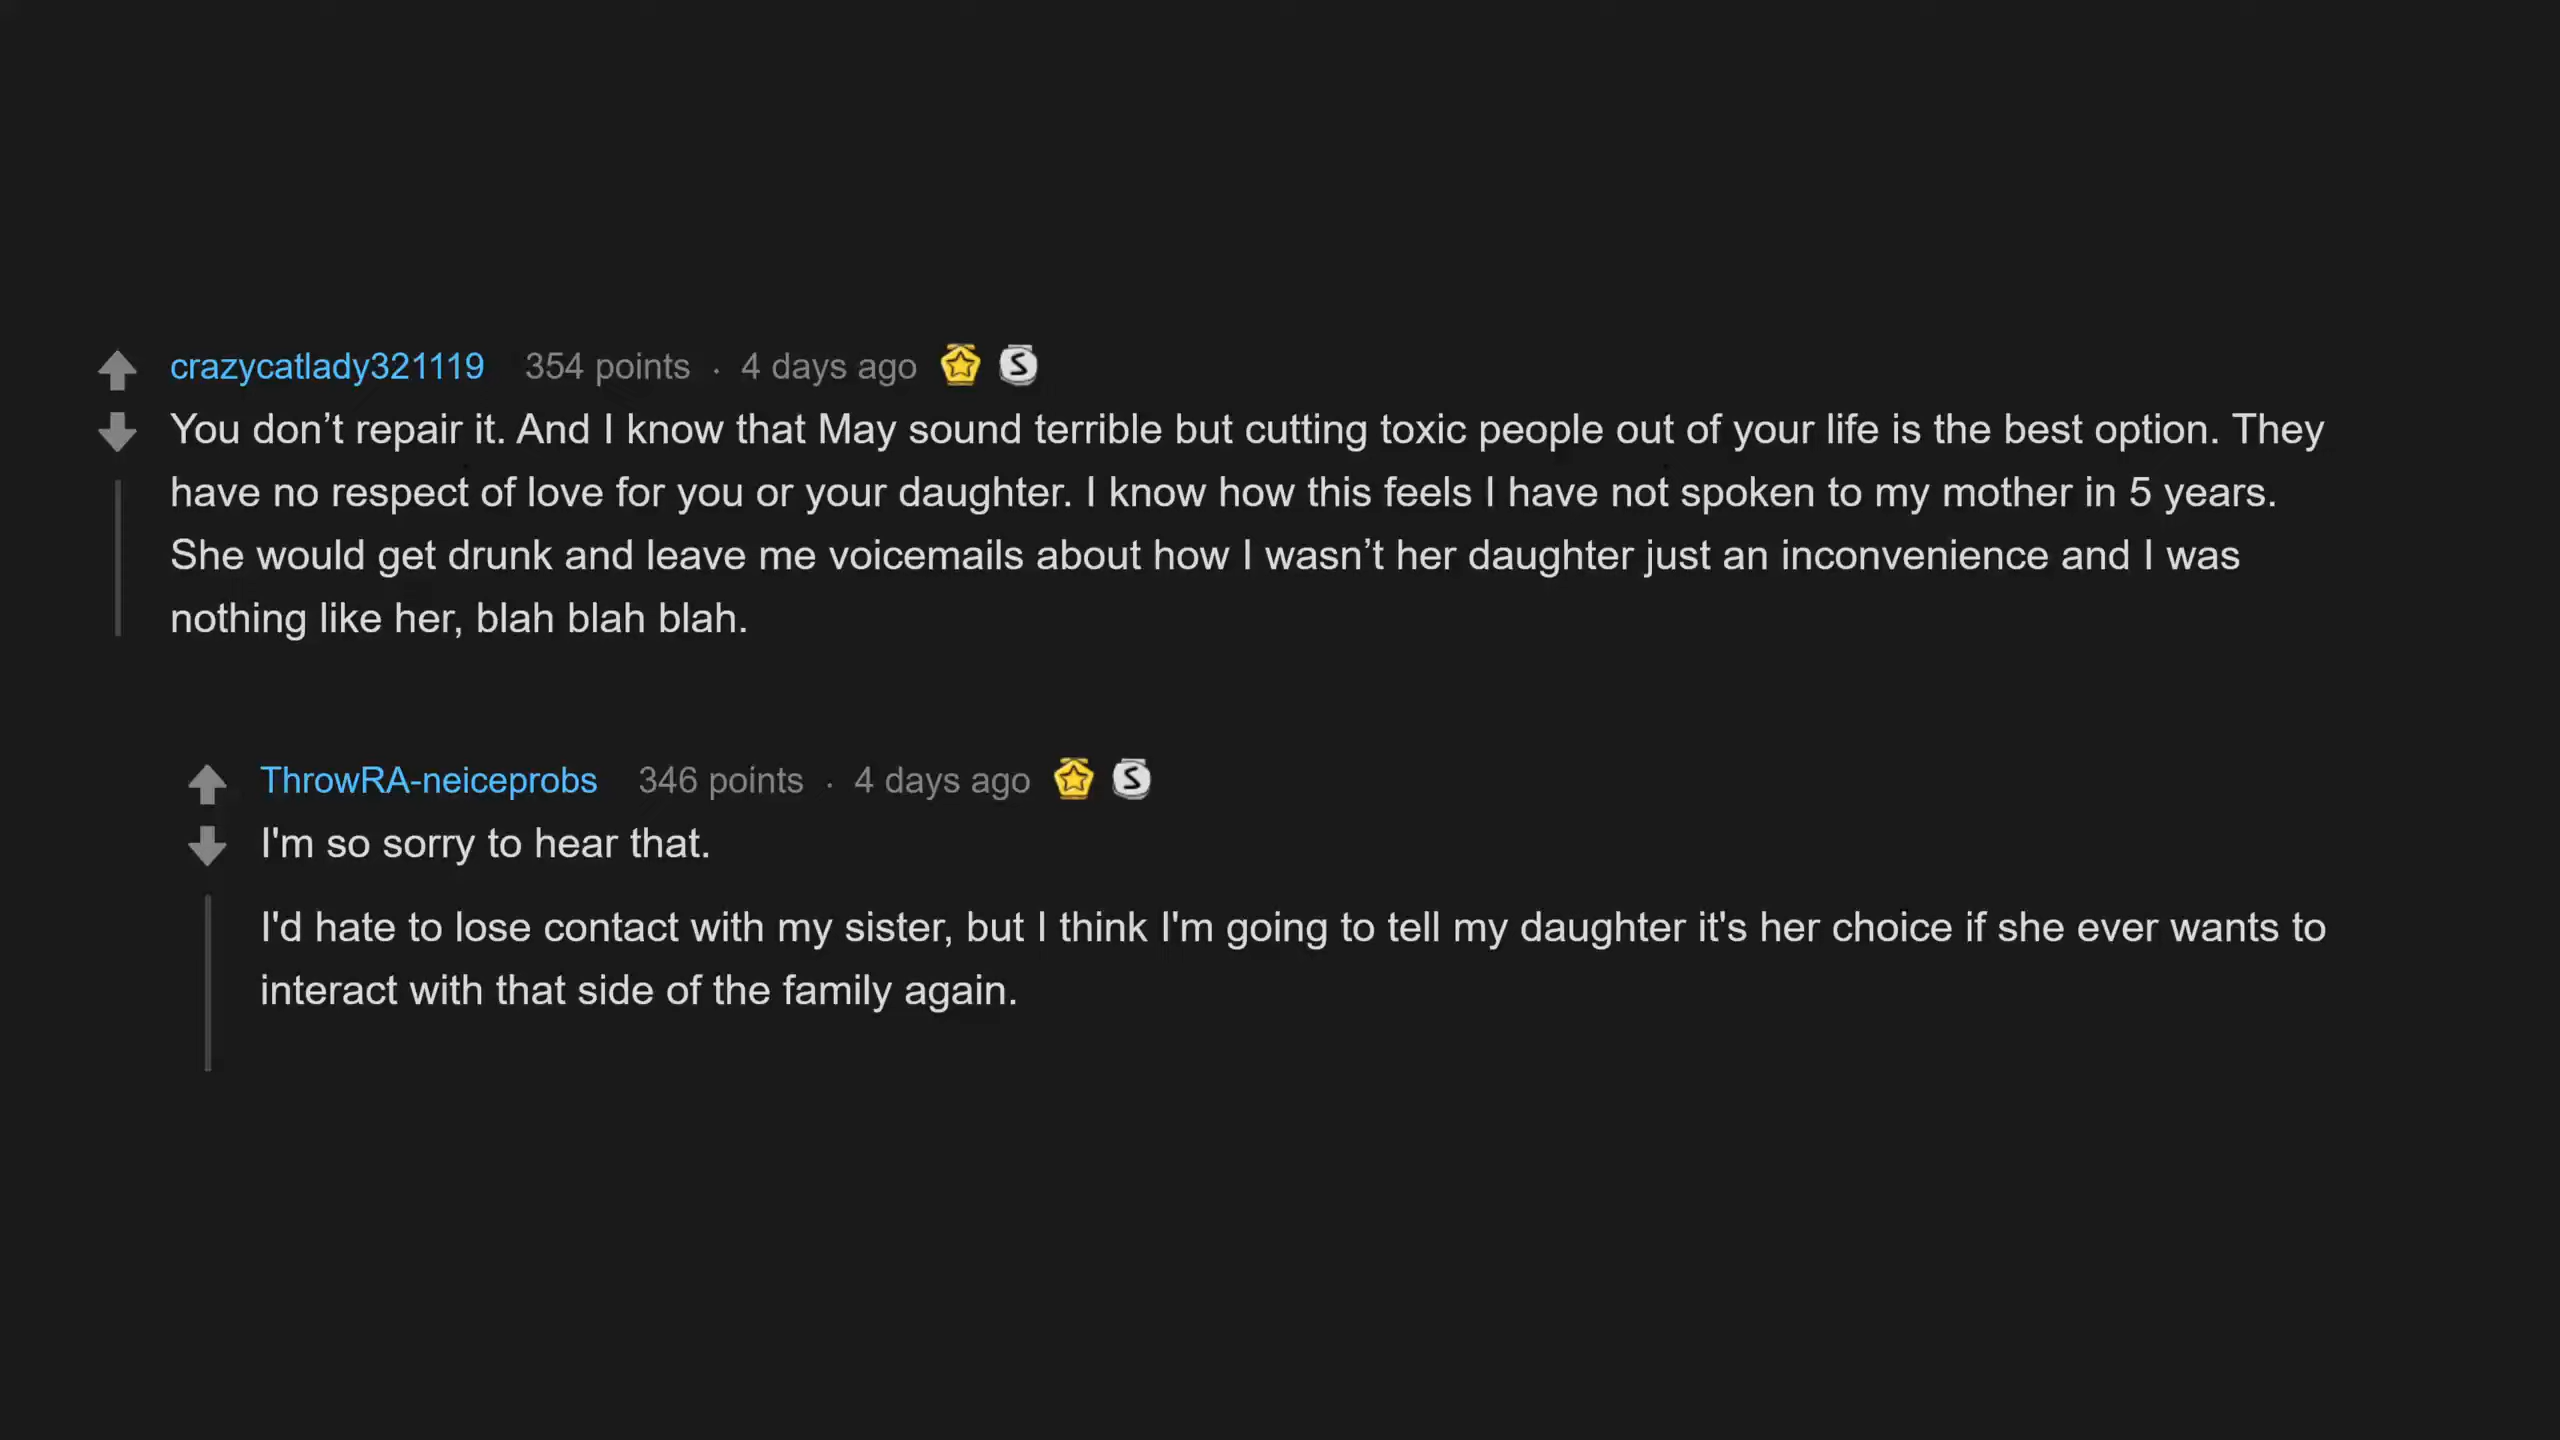 crazycatlady321119 354 points · 4 days ago
You don’t repair it. And I know that May sound terrible but cutting toxic people out of your life is the best option. They
have no respect of love for you or your daughter. I know how this feels I have not spoken to my mother in 5 years.
She would get drunk and leave me voicemails about how I wasn’t her daughter just an inconvenience and I was
nothing like her, blah blah blah.
ThrowRA-neiceprobs 346 points · 4 days ago
I'm so sorry to hear that.
I'd hate to lose contact with my sister, but I think I'm going to tell my daughter it's her choice if she ever wants to
interact with that side of the family again.